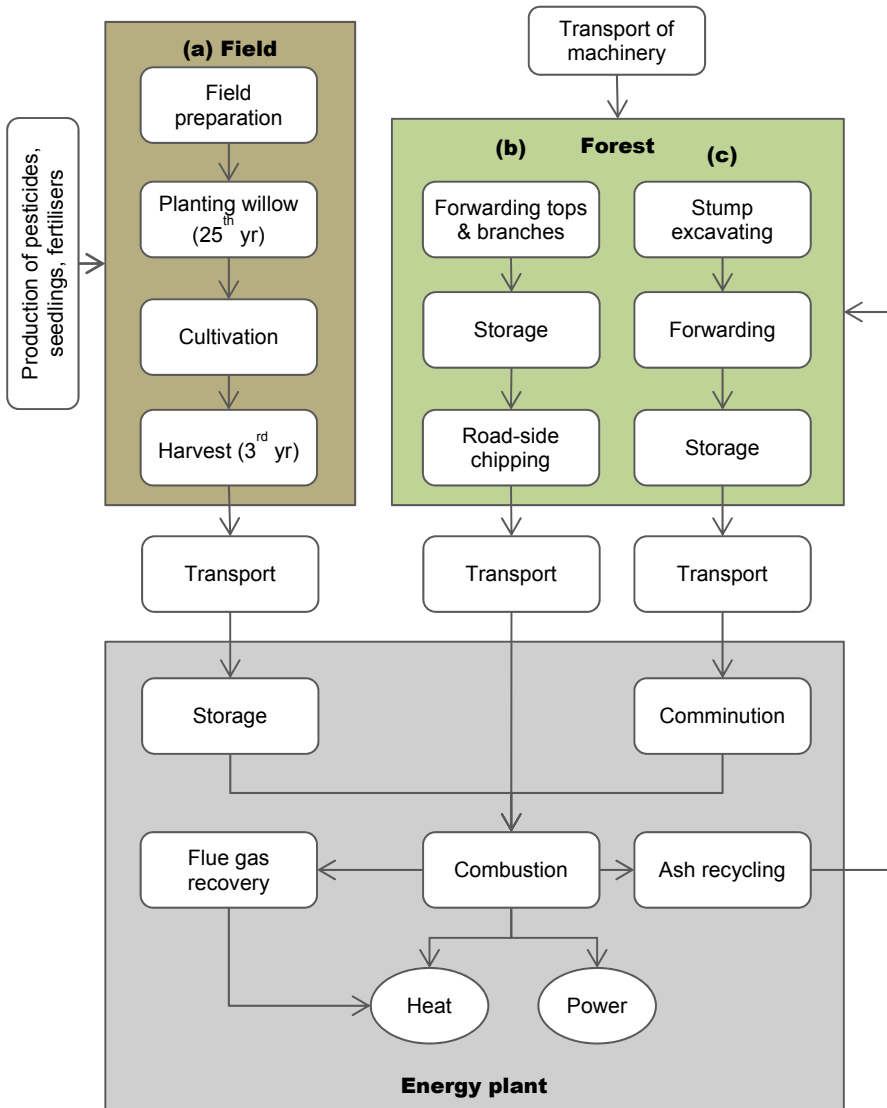 (a) Field
Field
preparation
Planting willow
(25th yr)
Cultivation
Harvest (3rd yr)
Production of pesticides,
seedlings, fertilisers
Transport of
machinery
(b) Forest (c)
Forwarding tops
& branches
Storage
Road-side
chipping
Stump
excavating
Forwarding
Storage
Transport
Transport
Transport
Storage
Comminution
Flue gas
recovery
Combustion
Ash recycling
Heat
Power
Energy plant